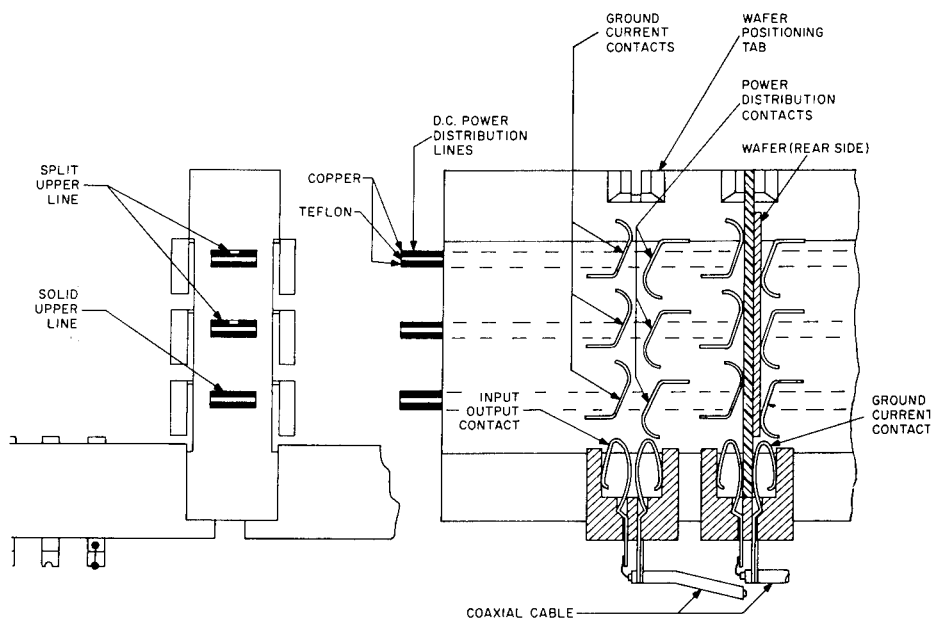 GROUND
CURRENT
CONTACTS
WAFER
POSITIONING
TAB
POWER
DISTRIBUTION
CONTACTS
WAFER (REAR SIDE)
D.C. POWER
DISTRIBUTION
LINES
COPPER
TEFLON
SPLIT
UPPER
LINE
SOLID
UPPER
LINE
INPUT
OUTPUT
CONTACT
GROUND
CURRENT
CONTACT
COAXIAL CABLE